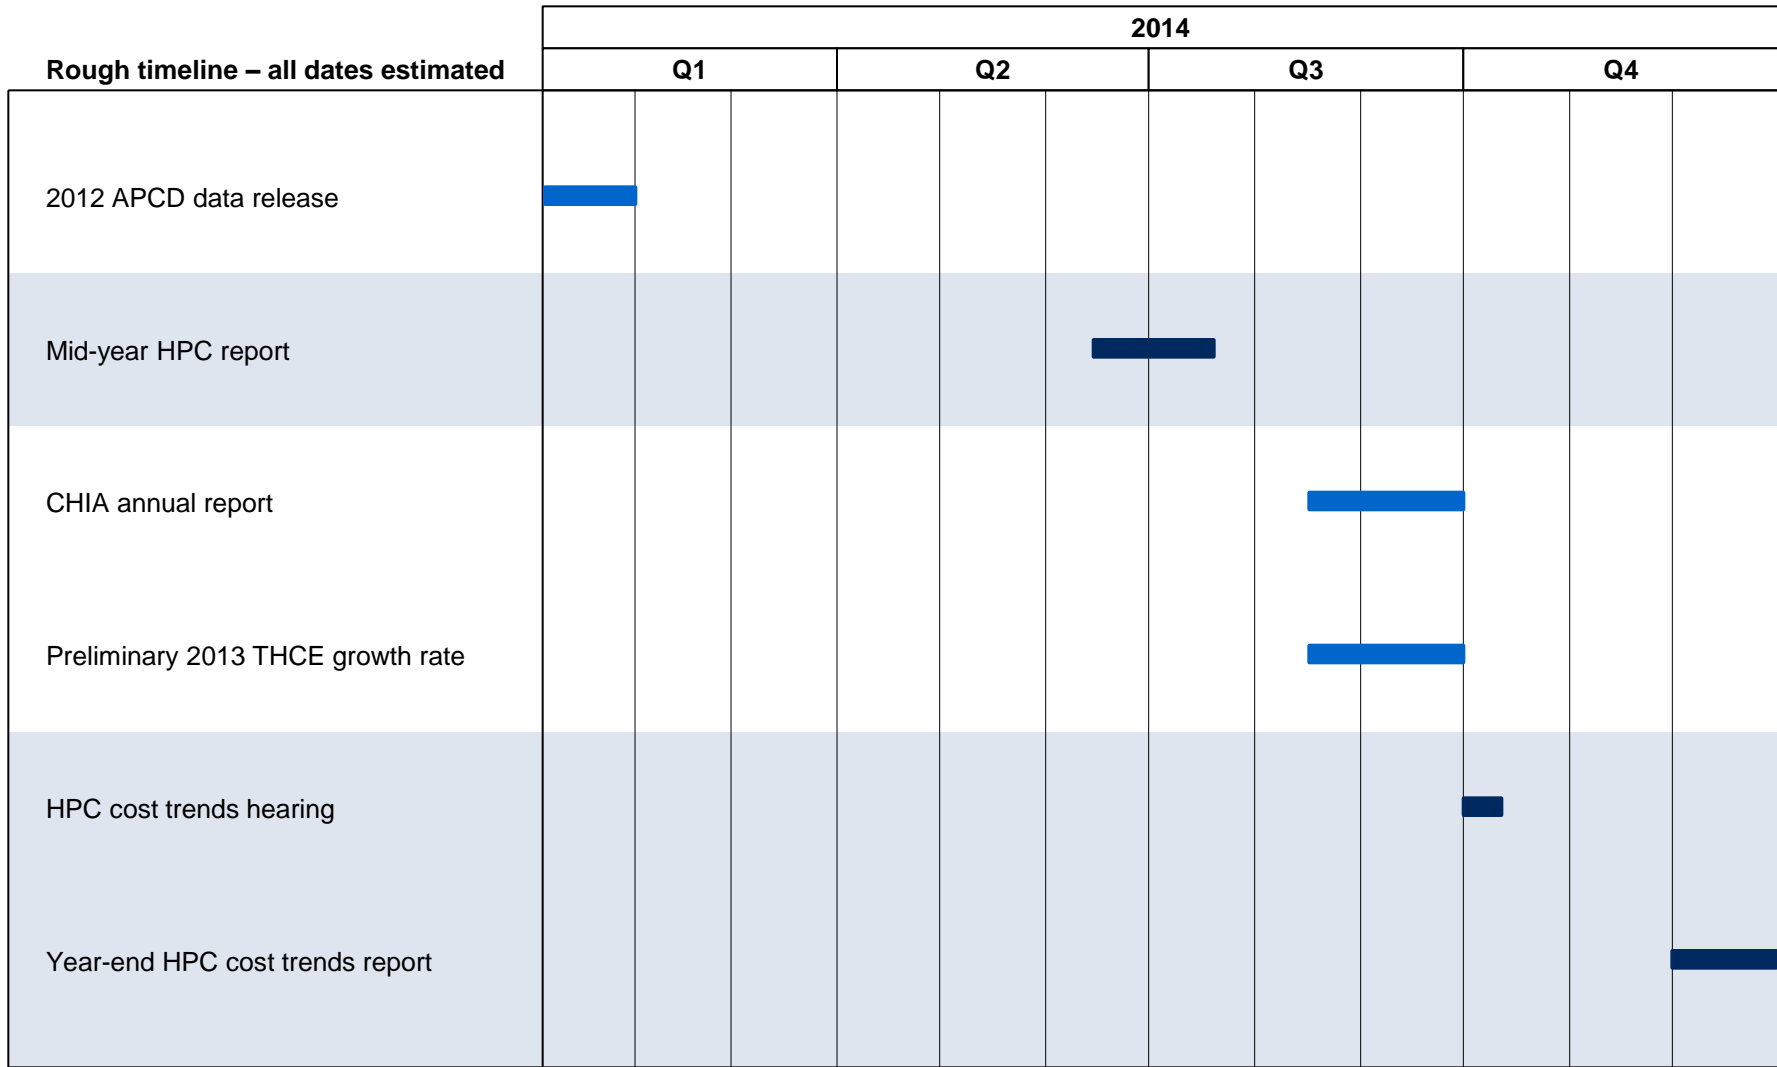 2014
Rough timeline – all dates estimated
Q1
Q2
Q3
Q4
2012 APCD data release
Mid-year HPC report
CHIA annual report
Preliminary 2013 THCE growth rate
HPC cost trends hearing
Year-end HPC cost trends report